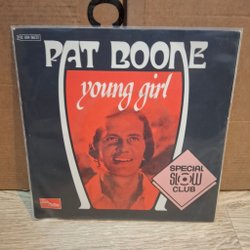 PAT BOONE
young girl
SPECIAL
SLOW
CLUB